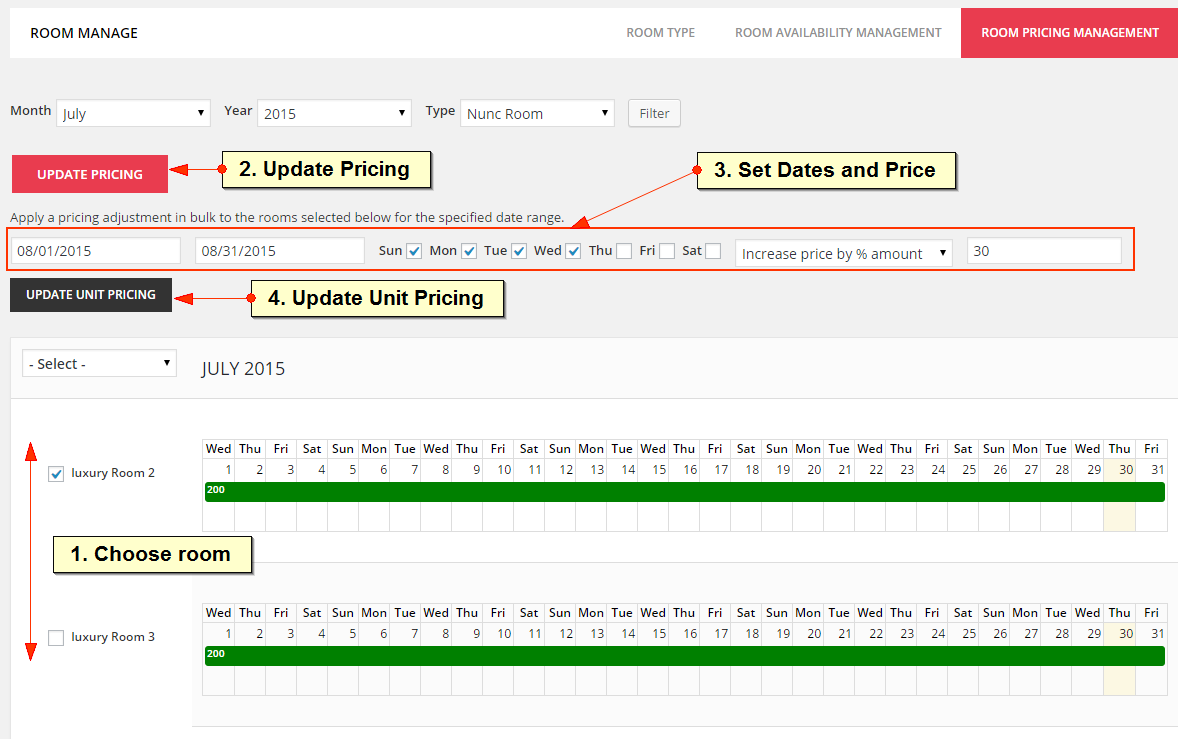 ROOM MANAGE ROOM TYPE ROOM AVAILABILITY MANAGEMENT ROOM PRICING MANAGEMENT
Month July Year 2015 Type Nunc Room Filter
UPDATE PRICING 2. Update Pricing 3. Set Dates and Price
Apply a pricing adjustment in bulk to the rooms selected below for the specified date range.
08/01/2015 08/31/2015 Sun Mon Tue Wed Thu Fri Sat Increase price by % amount 30
UPDATE UNIT PRICING 4. Update Unit Pricing
- Select - JULY 2015
Wed Thu Fri Sat Sun Mon Tue Wed Thu Fri Sat Sun Mon Tue Wed Thu Fri Sat Sun Mon Tue Wed Thu Fri Sat Sun Mon Tue Wed Thu Fri
luxury Room 2 1 2 3 4 5 6 7 8 9 10 11 12 13 14 15 16 17 18 19 20 21 22 23 24 25 26 27 28 29 30 31
200
1. Choose room
Wed Thu Fri Sat Sun Mon Tue Wed Thu Fri Sat Sun Mon Tue Wed Thu Fri Sat Sun Mon Tue Wed Thu Fri Sat Sun Mon Tue Wed Thu Fri
luxury Room 3 1 2 3 4 5 6 7 8 9 10 11 12 13 14 15 16 17 18 19 20 21 22 23 24 25 26 27 28 29 30 31
200